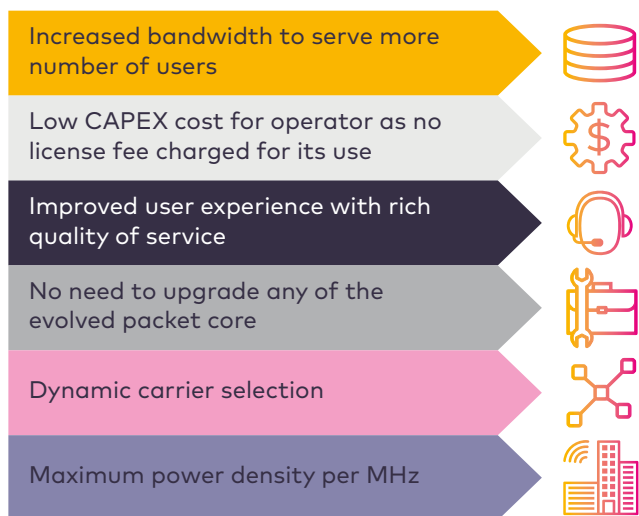 Increased bandwidth to serve more
number of users
Low CAPEX cost for operator as no
license fee charged for its use
$
Improved user experience with rich
quality of service
No need to upgrade any of the
evolved packet core
Dynamic carrier selection
Maximum power density per MHz